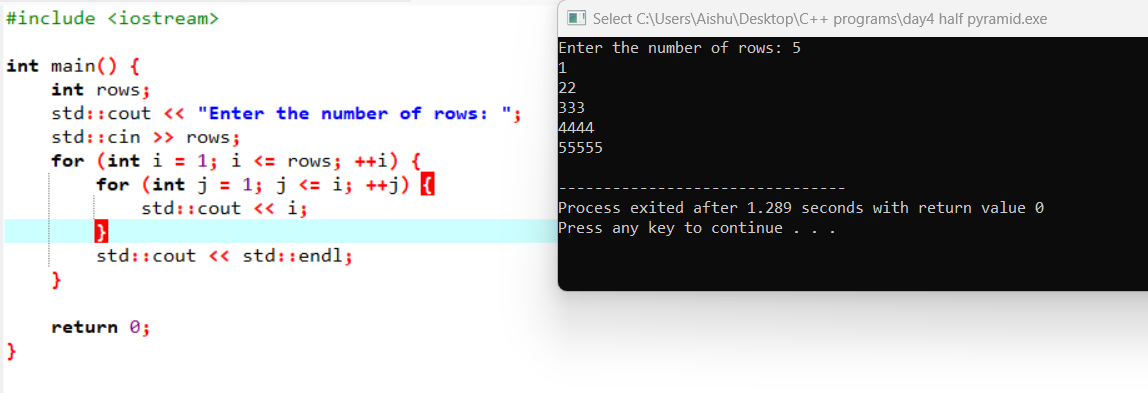 #include <iostream>
int main() {
int rows;
std::cout << "Enter the number of rows: ";
std::cin >> rows;
for (int i = 1; i <= rows; ++i) {
for (int j = 1; j <= i; ++j) {
std::cout << i;
}
std::cout << std::endl;
}
return 0;
}
Select C:\Users\Aishu\Desktop\C++ programs\day4 half pyramid.exe
Enter the number of rows: 5
1
22
333
4444
55555
--------------------------------
Process exited after 1.289 seconds with return value 0
Press any key to continue . . .